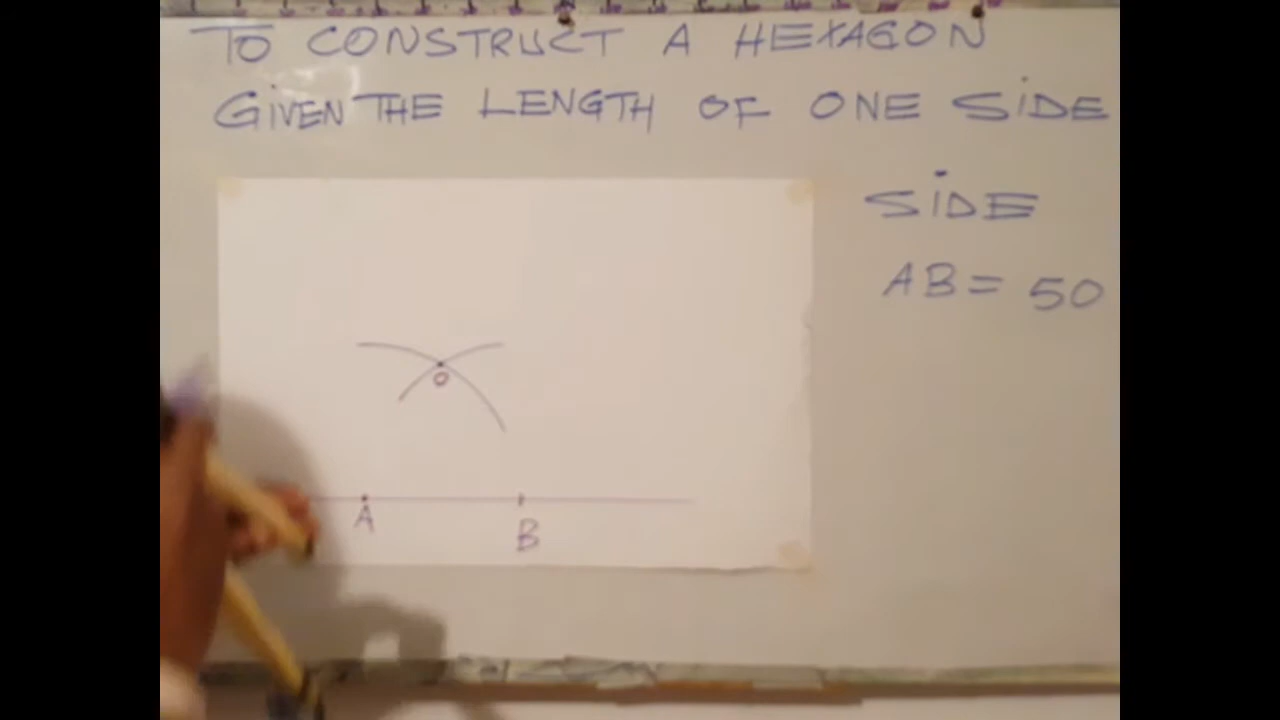 TO CONSTRUCT A HEXAGON
GIVEN THE LENGTH OF ONE SIDE
SIDE
AB = 50
O
A
B